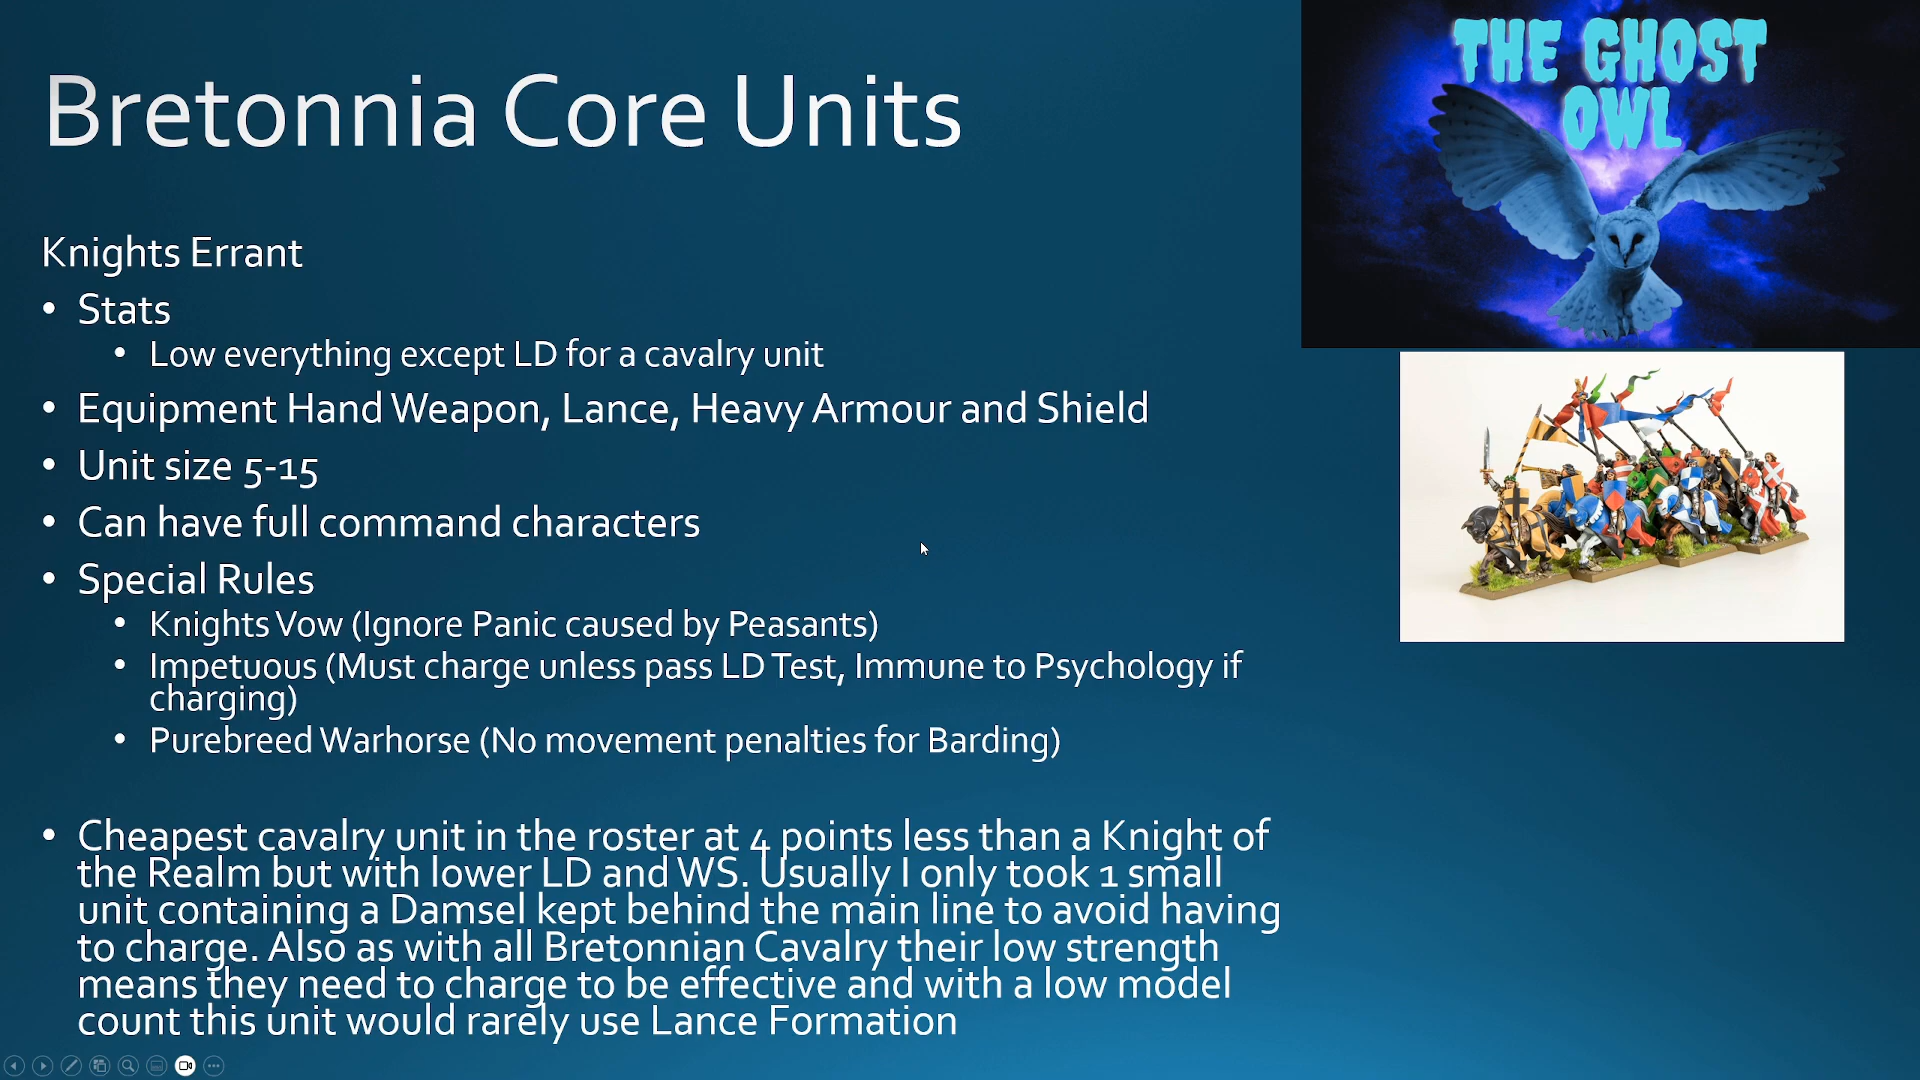 THE GHOST
OWL
Bretonnia Core Units
Knights Errant
• Stats
• Low everything except LD for a cavalry unit
• Equipment Hand Weapon, Lance, Heavy Armour and Shield
• Unit size 5-15
• Can have full command characters
• Special Rules
• Knights Vow (Ignore Panic caused by Peasants)
• Impetuous (Must charge unless pass LD Test, Immune to Psychology if
charging)
• Purebreed Warhorse (No movement penalties for Barding)
• Cheapest cavalry unit in the roster at 4 points less than a Knight of
the Realm but with lower LD and WS. Usually I only took 1 small
unit containing a Damsel kept behind the main line to avoid having
to charge. Also as with all Bretonnian Cavalry their low strength
means they need to charge to be effective and with a low model
count this unit would rarely use Lance Formation